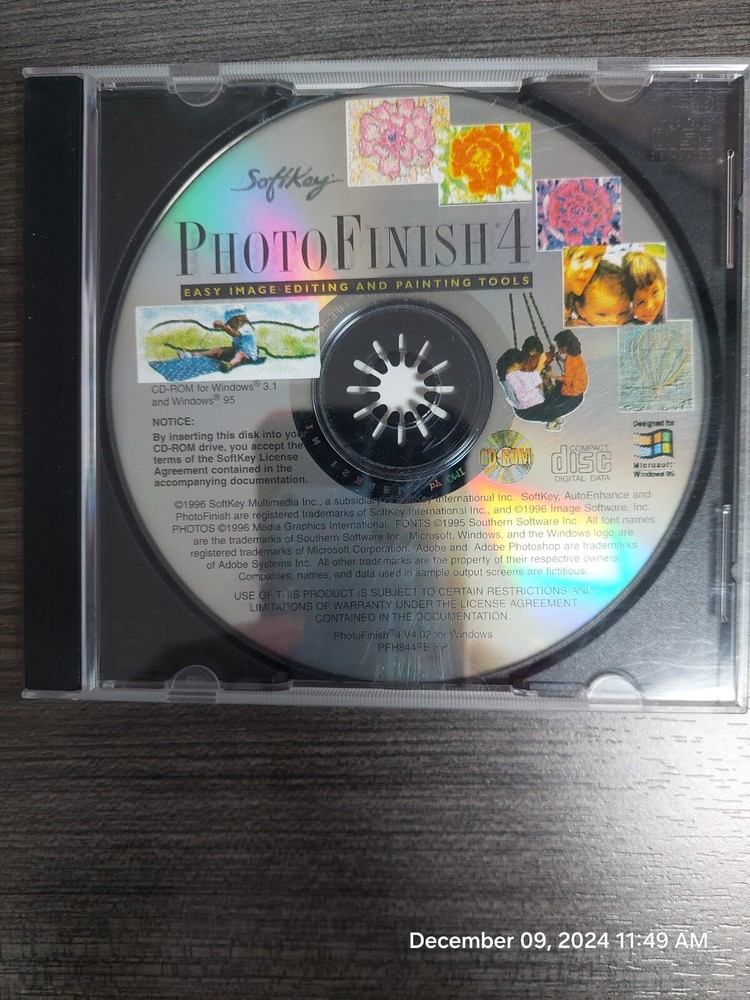 SoftKey
PHOTOFINISH® 4
EASY IMAGE EDITING AND PAINTING TOOLS
CD-ROM for Windows® 3.1
and Windows® 95
NOTICE:
By inserting this disk into your
CD-ROM drive, you accept the
terms of the SoftKey License
Agreement contained in the
accompanying documentation.
CD-ROM
COMPACT
disc
DIGITAL DATA
Designed for
Microsoft®
Windows 95
©1996 SoftKey Multimedia Inc., a subsidiary of SoftKey International Inc. SoftKey, AutoEnhance and
PhotoFinish are registered trademarks of SoftKey International Inc., and ©1996 Image Software, Inc.
PHOTOS ©1996 Media Graphics International. FONTS ©1995 Southern Software Inc. All font names
are the trademarks of Southern Software Inc. Microsoft, Windows, and the Windows logo are
registered trademarks of Microsoft Corporation. Adobe and Adobe Photoshop are trademarks
of Adobe Systems Inc. All other trademarks are the property of their respective owners.
Companies, names, and data used in sample output screens are fictitious.
USE OF THIS PRODUCT IS SUBJECT TO CERTAIN RESTRICTIONS AND
LIMITATIONS OF WARRANTY UNDER THE LICENSE AGREEMENT
CONTAINED IN THE DOCUMENTATION.
PhotoFinish® 4 V4.02 for Windows
December 09, 2024 11:49 AM